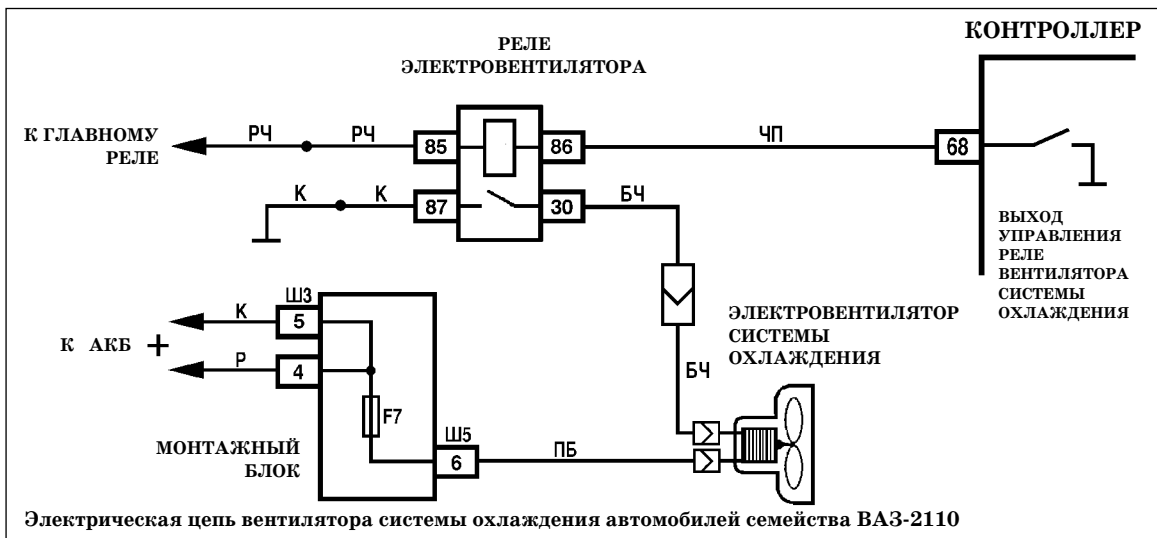 КОНТРОЛЛЕР
РЕЛЕ
ЭЛЕКТРОВЕНТИЛЯТОРА
К ГЛАВНОМУ
РЕЛЕ
РЧ
РЧ
85
86
ЧП
68
К
К
87
30
БЧ
ВЫХОД
УПРАВЛЕНИЯ
РЕЛЕ
ВЕНТИЛЯТОРА
СИСТЕМЫ
ОХЛАЖДЕНИЯ
Ш3
К
5
К АКБ +
Р
4
F7
ЭЛЕКТРОВЕНТИЛЯТОР
СИСТЕМЫ
ОХЛАЖДЕНИЯ
БЧ
МОНТАЖНЫЙ
БЛОК
Ш5
6
ПБ
Электрическая цепь вентилятора системы охлаждения автомобилей семейства ВАЗ-2110